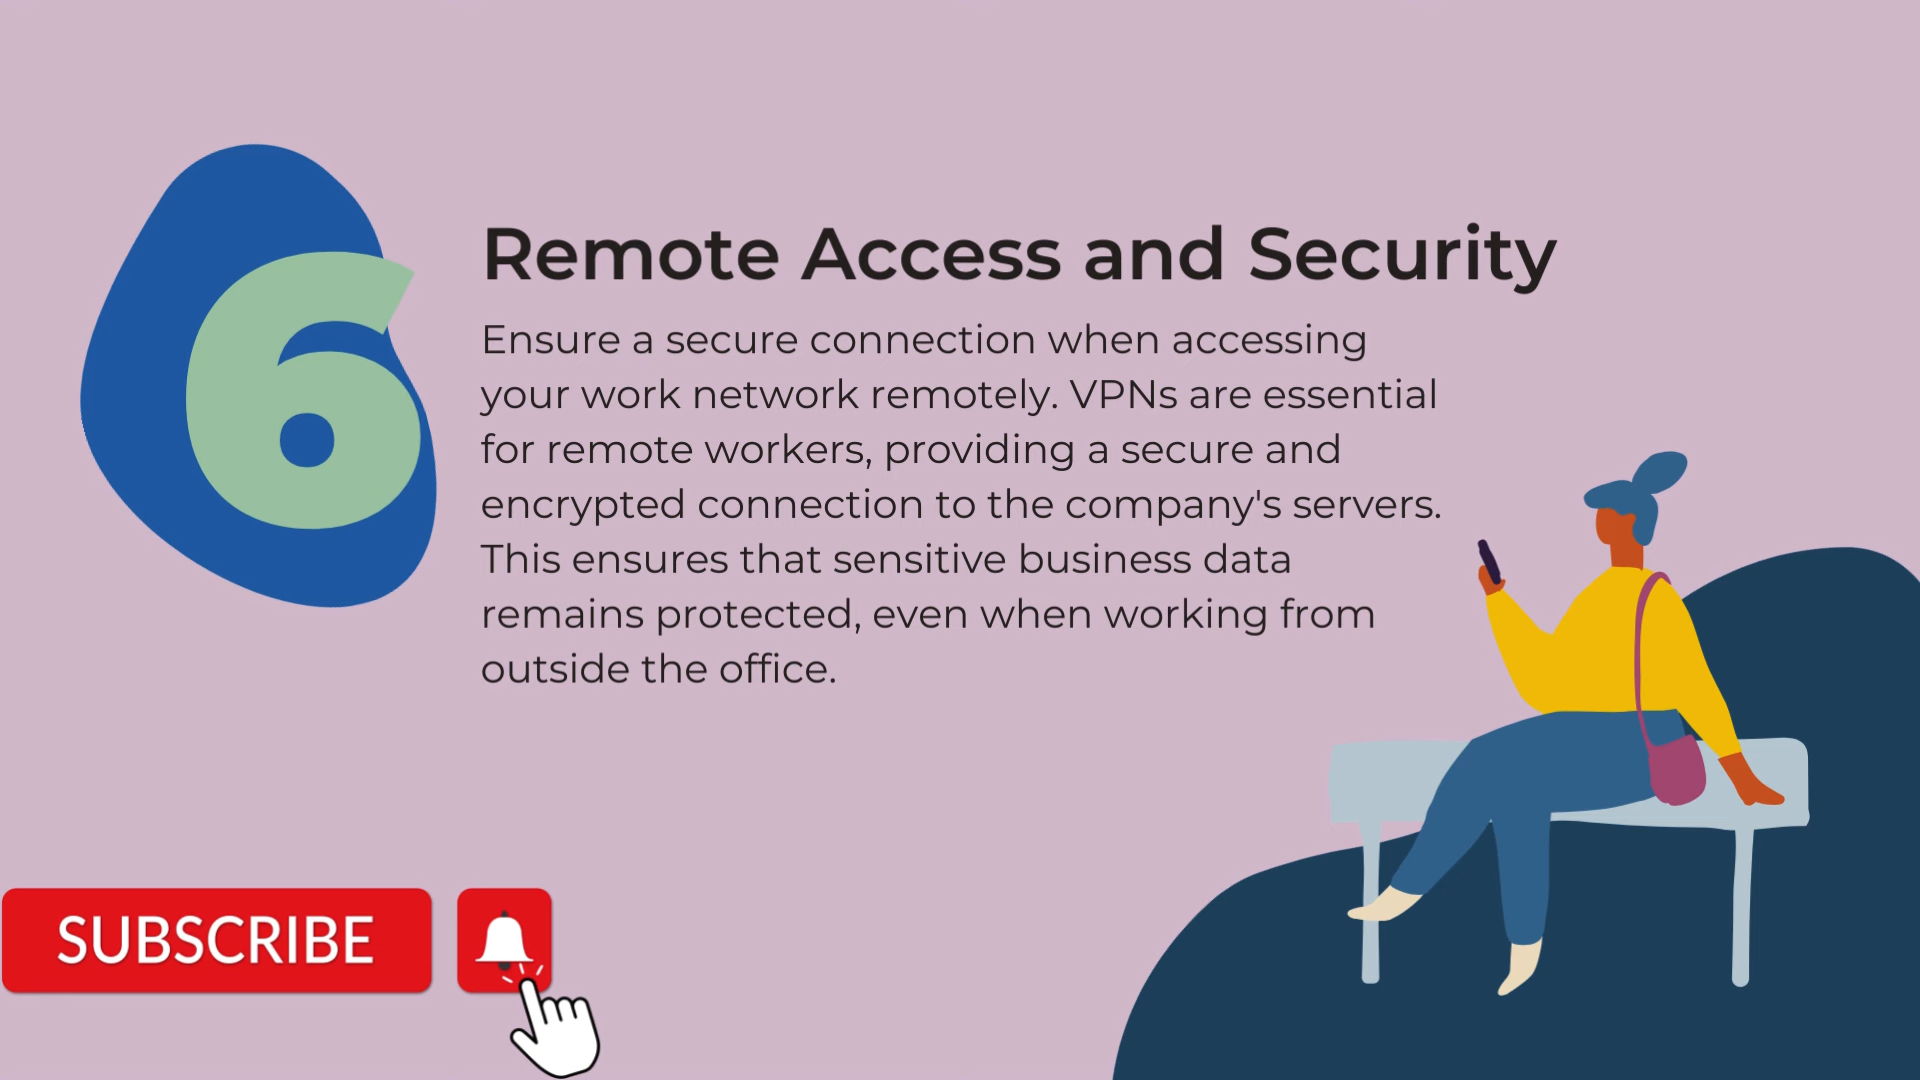 6
Remote Access and Security
Ensure a secure connection when accessing
your work network remotely. VPNs are essential
for remote workers, providing a secure and
encrypted connection to the company's servers.
This ensures that sensitive business data
remains protected, even when working from
outside the office.
SUBSCRIBE